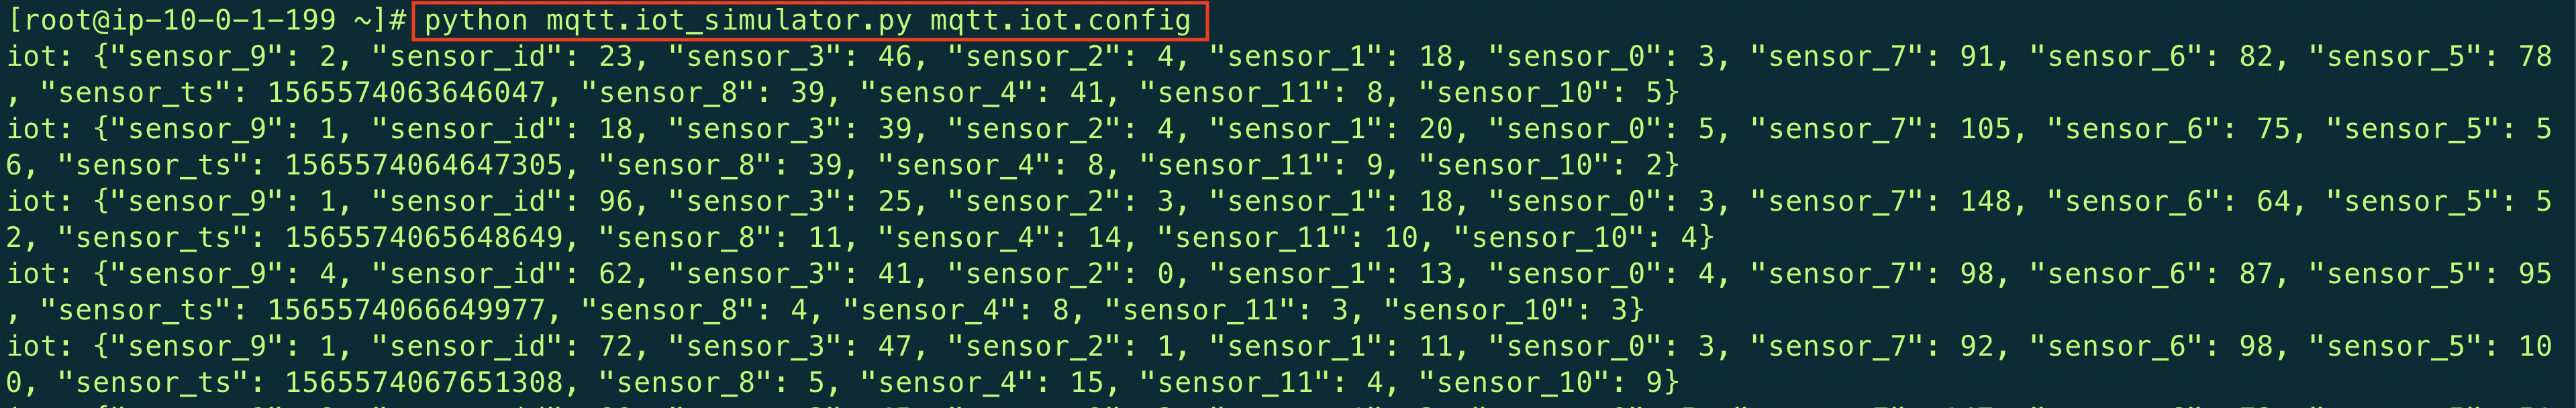 [root@ip-10-0-1-199 ~]# python mqtt.iot_simulator.py mqtt.iot.config
iot: {"sensor_9": 2, "sensor_id": 23, "sensor_3": 46, "sensor_2": 4, "sensor_1": 18, "sensor_0": 3, "sensor_7": 91, "sensor_6": 82, "sensor_5": 78
, "sensor_ts": 1565574063646047, "sensor_8": 39, "sensor_4": 41, "sensor_11": 8, "sensor_10": 5}
iot: {"sensor_9": 1, "sensor_id": 18, "sensor_3": 39, "sensor_2": 4, "sensor_1": 20, "sensor_0": 5, "sensor_7": 105, "sensor_6": 75, "sensor_5": 5
6, "sensor_ts": 1565574064647305, "sensor_8": 39, "sensor_4": 8, "sensor_11": 9, "sensor_10": 2}
iot: {"sensor_9": 1, "sensor_id": 96, "sensor_3": 25, "sensor_2": 3, "sensor_1": 18, "sensor_0": 3, "sensor_7": 148, "sensor_6": 64, "sensor_5": 5
2, "sensor_ts": 1565574065648649, "sensor_8": 11, "sensor_4": 14, "sensor_11": 10, "sensor_10": 4}
iot: {"sensor_9": 4, "sensor_id": 62, "sensor_3": 41, "sensor_2": 0, "sensor_1": 13, "sensor_0": 4, "sensor_7": 98, "sensor_6": 87, "sensor_5": 95
, "sensor_ts": 1565574066649977, "sensor_8": 4, "sensor_4": 8, "sensor_11": 3, "sensor_10": 3}
iot: {"sensor_9": 1, "sensor_id": 72, "sensor_3": 47, "sensor_2": 1, "sensor_1": 11, "sensor_0": 3, "sensor_7": 92, "sensor_6": 98, "sensor_5": 10
0, "sensor_ts": 1565574067651308, "sensor_8": 5, "sensor_4": 15, "sensor_11": 4, "sensor_10": 9}